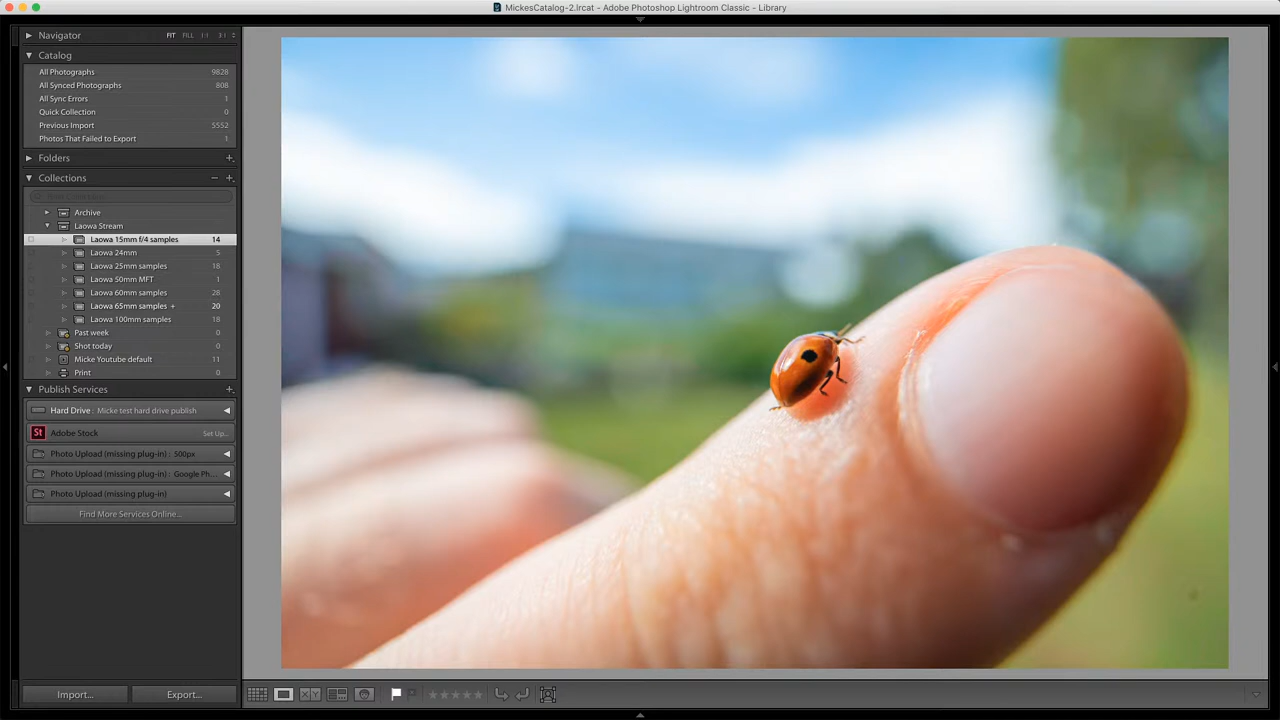 MickesCatalog-2.lrcat - Adobe Photoshop Lightroom Classic - Library
Navigator FIT FILL 1:1 3:1
Catalog
All Photographs 9828
All Synced Photographs 808
All Sync Errors 1
Quick Collection 0
Previous Import 5552
Photos That Failed to Export 1
Folders
Collections
Archive
Laowa Stream
Laowa 15mm f/4 samples 14
Laowa 24mm 5
Laowa 25mm samples 18
Laowa 50mm MFT 1
Laowa 60mm samples 28
Laowa 65mm samples + 20
Laowa 100mm samples 18
Past week 0
Shot today 0
Micke Youtube default 11
Print 0
Publish Services
Hard Drive : Micke test hard drive publish
St Adobe Stock Set Up...
Photo Upload (missing plug-in) : 500px
Photo Upload (missing plug-in) : Google Ph...
Photo Upload (missing plug-in)
Find More Services Online...
Import... Export...
X Y